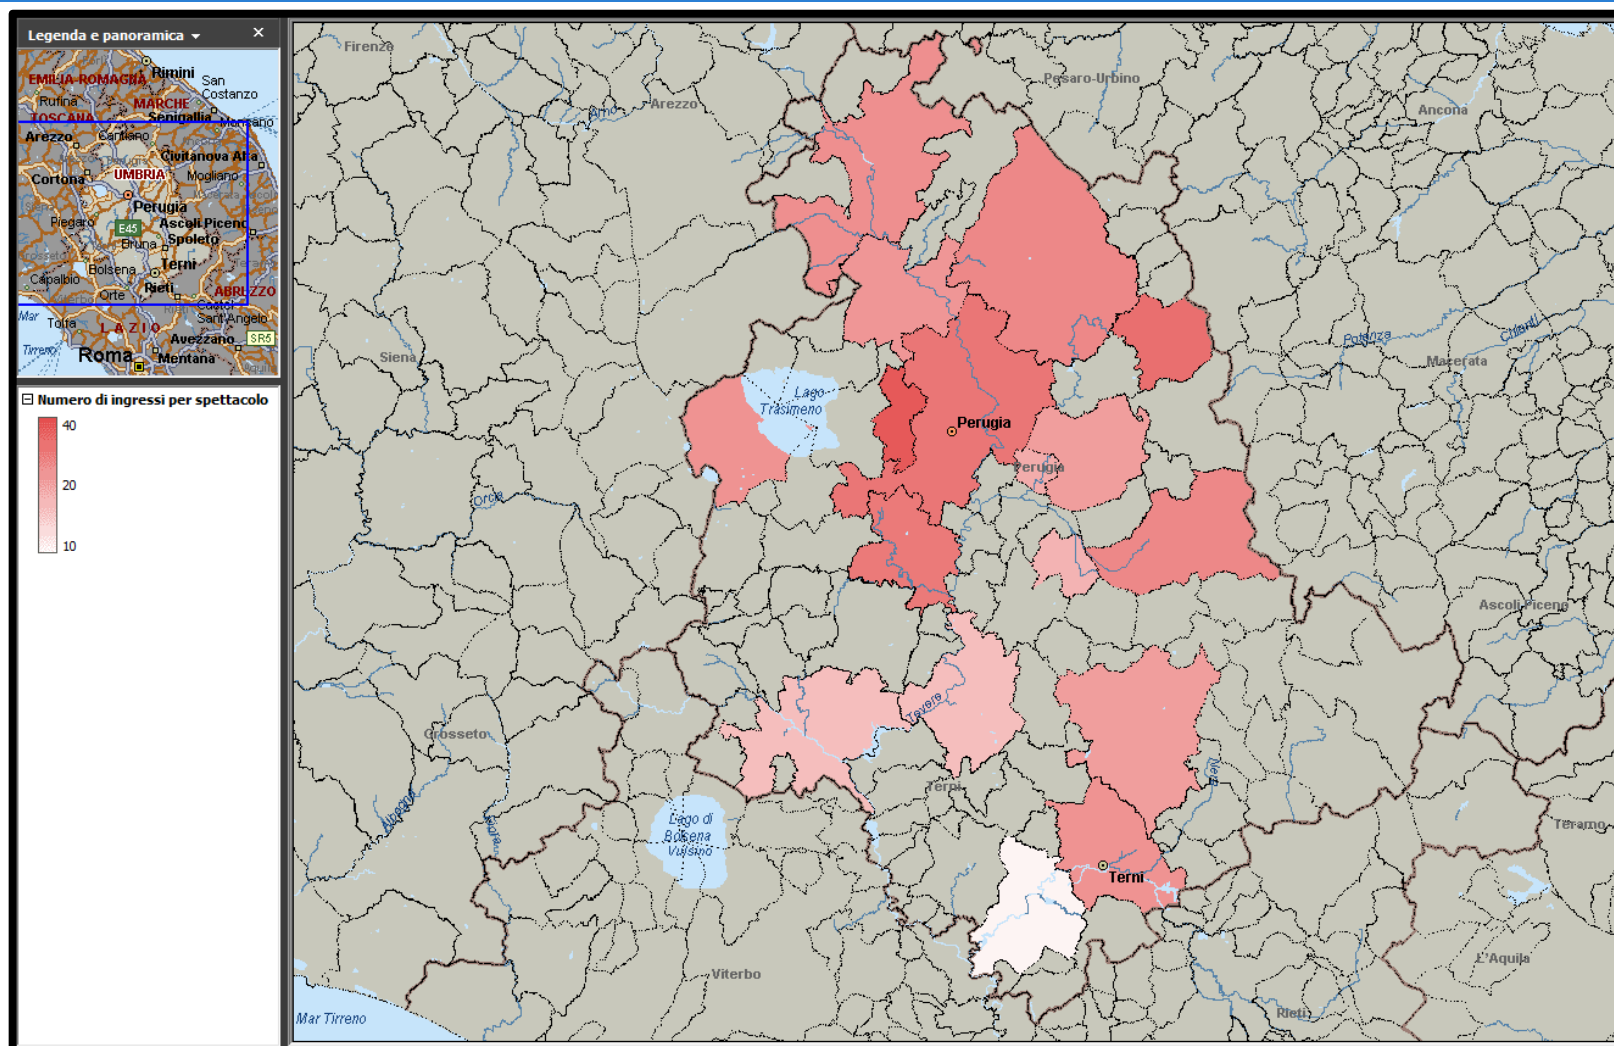 Legenda e panoramica
EMILIA-ROMAGNA
Rimini
San
Costanzo
Rufina
MARCHE
TOSCANA
Senigallia
Arezzo
Cantiano
Civitanova Alta
Cortona
UMBRIA
Mogliano
Perugia
Piegaro
E45
Ascoli Piceno
Bruna
Spoleto
Bolsena
Terni
Capalbio
Orte
Rieti
ABRUZZO
Castel
Sant'Angelo
Mar
Tolfa
LAZIO
Tirreno
Avezzano
SR5
Roma
Mentana
Numero di ingressi per spettacolo
40
20
10
Firenze
Pesaro-Urbino
Arezzo
Ancona
Arno
Siena
Potenza
Chienti
Macerata
Lago
Trasimeno
Perugia
Perugia
Orcia
Ascoli Piceno
Tevere
Grosseto
Nera
Terni
Albegna
Fiora
Lago di
Bolsena
Vulsino
Teramo
Terni
Viterbo
L'Aquila
Rieti
Mar Tirreno